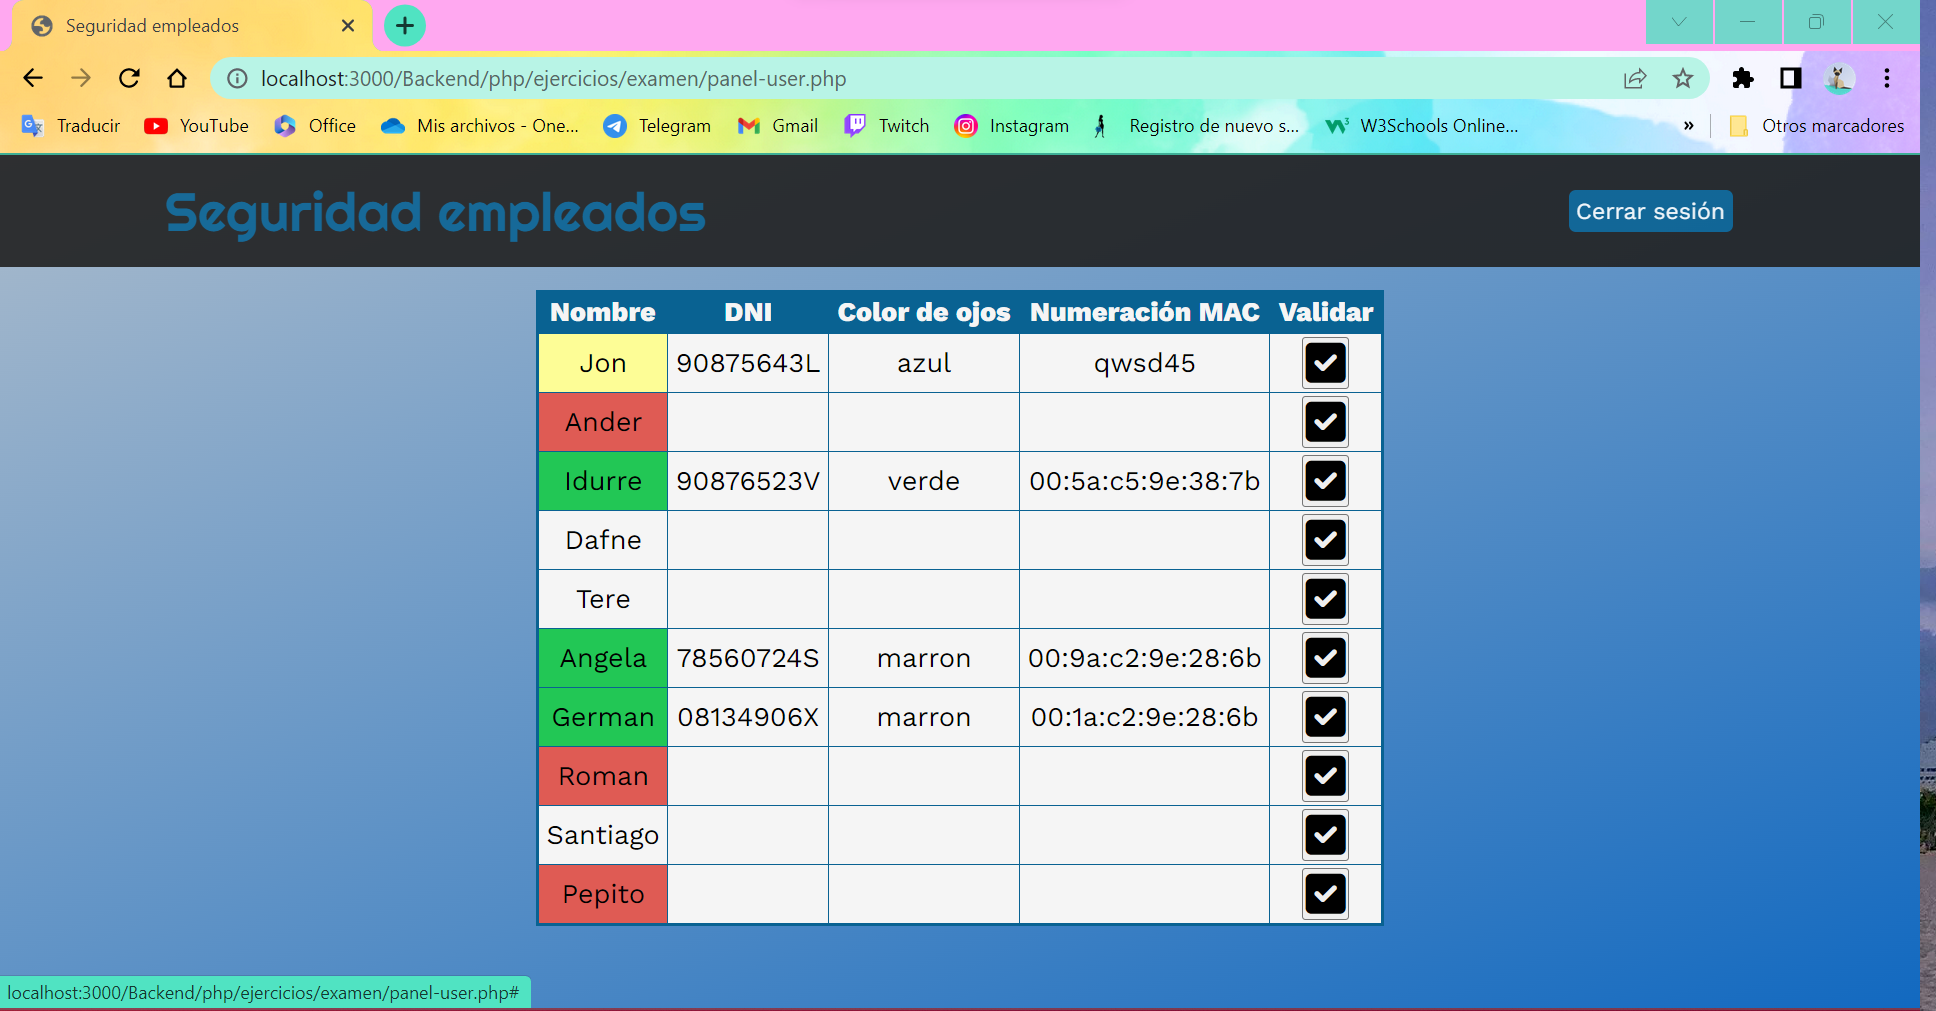 Seguridad empleados
localhost:3000/Backend/php/ejercicios/examen/panel-user.php
Traducir YouTube Office Mis archivos - One... Telegram Gmail Twitch Instagram Registro de nuevo s... W3Schools Online... » Otros marcadores
Seguridad empleados Cerrar sesión
Nombre DNI Color de ojos Numeración MAC Validar
Jon 90875643L azul qwsd45
Ander
Idurre 90876523V verde 00:5a:c5:9e:38:7b
Dafne
Tere
Angela 78560724S marron 00:9a:c2:9e:28:6b
German 08134906X marron 00:1a:c2:9e:28:6b
Roman
Santiago
Pepito
localhost:3000/Backend/php/ejercicios/examen/panel-user.php#